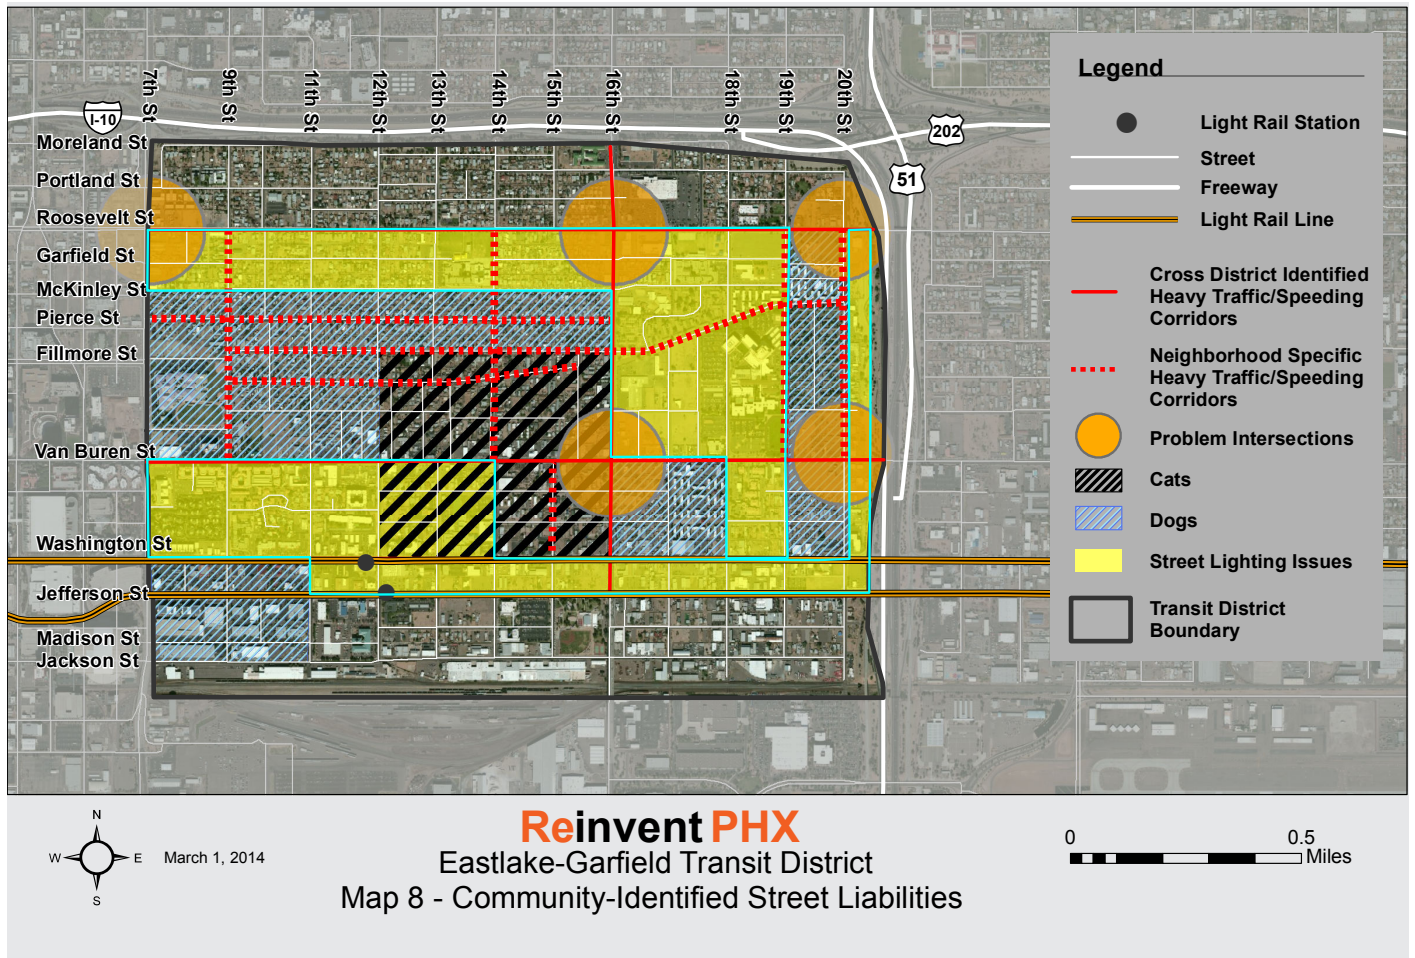 7th St
9th St
11th St
12th St
13th St
14th St
15th St
16th St
18th St
19th St
20th St
I-10
202
51
Moreland St
Portland St
Roosevelt St
Garfield St
McKinley St
Pierce St
Fillmore St
Van Buren St
Washington St
Jefferson St
Madison St
Jackson St
Legend
Light Rail Station
Street
Freeway
Light Rail Line
Cross District Identified
Heavy Traffic/Speeding
Corridors
Neighborhood Specific
Heavy Traffic/Speeding
Corridors
Problem Intersections
Cats
Dogs
Street Lighting Issues
Transit District
Boundary
N
W E
S
March 1, 2014
Reinvent PHX
Eastlake-Garfield Transit District
Map 8 - Community-Identified Street Liabilities
0 0.5
Miles